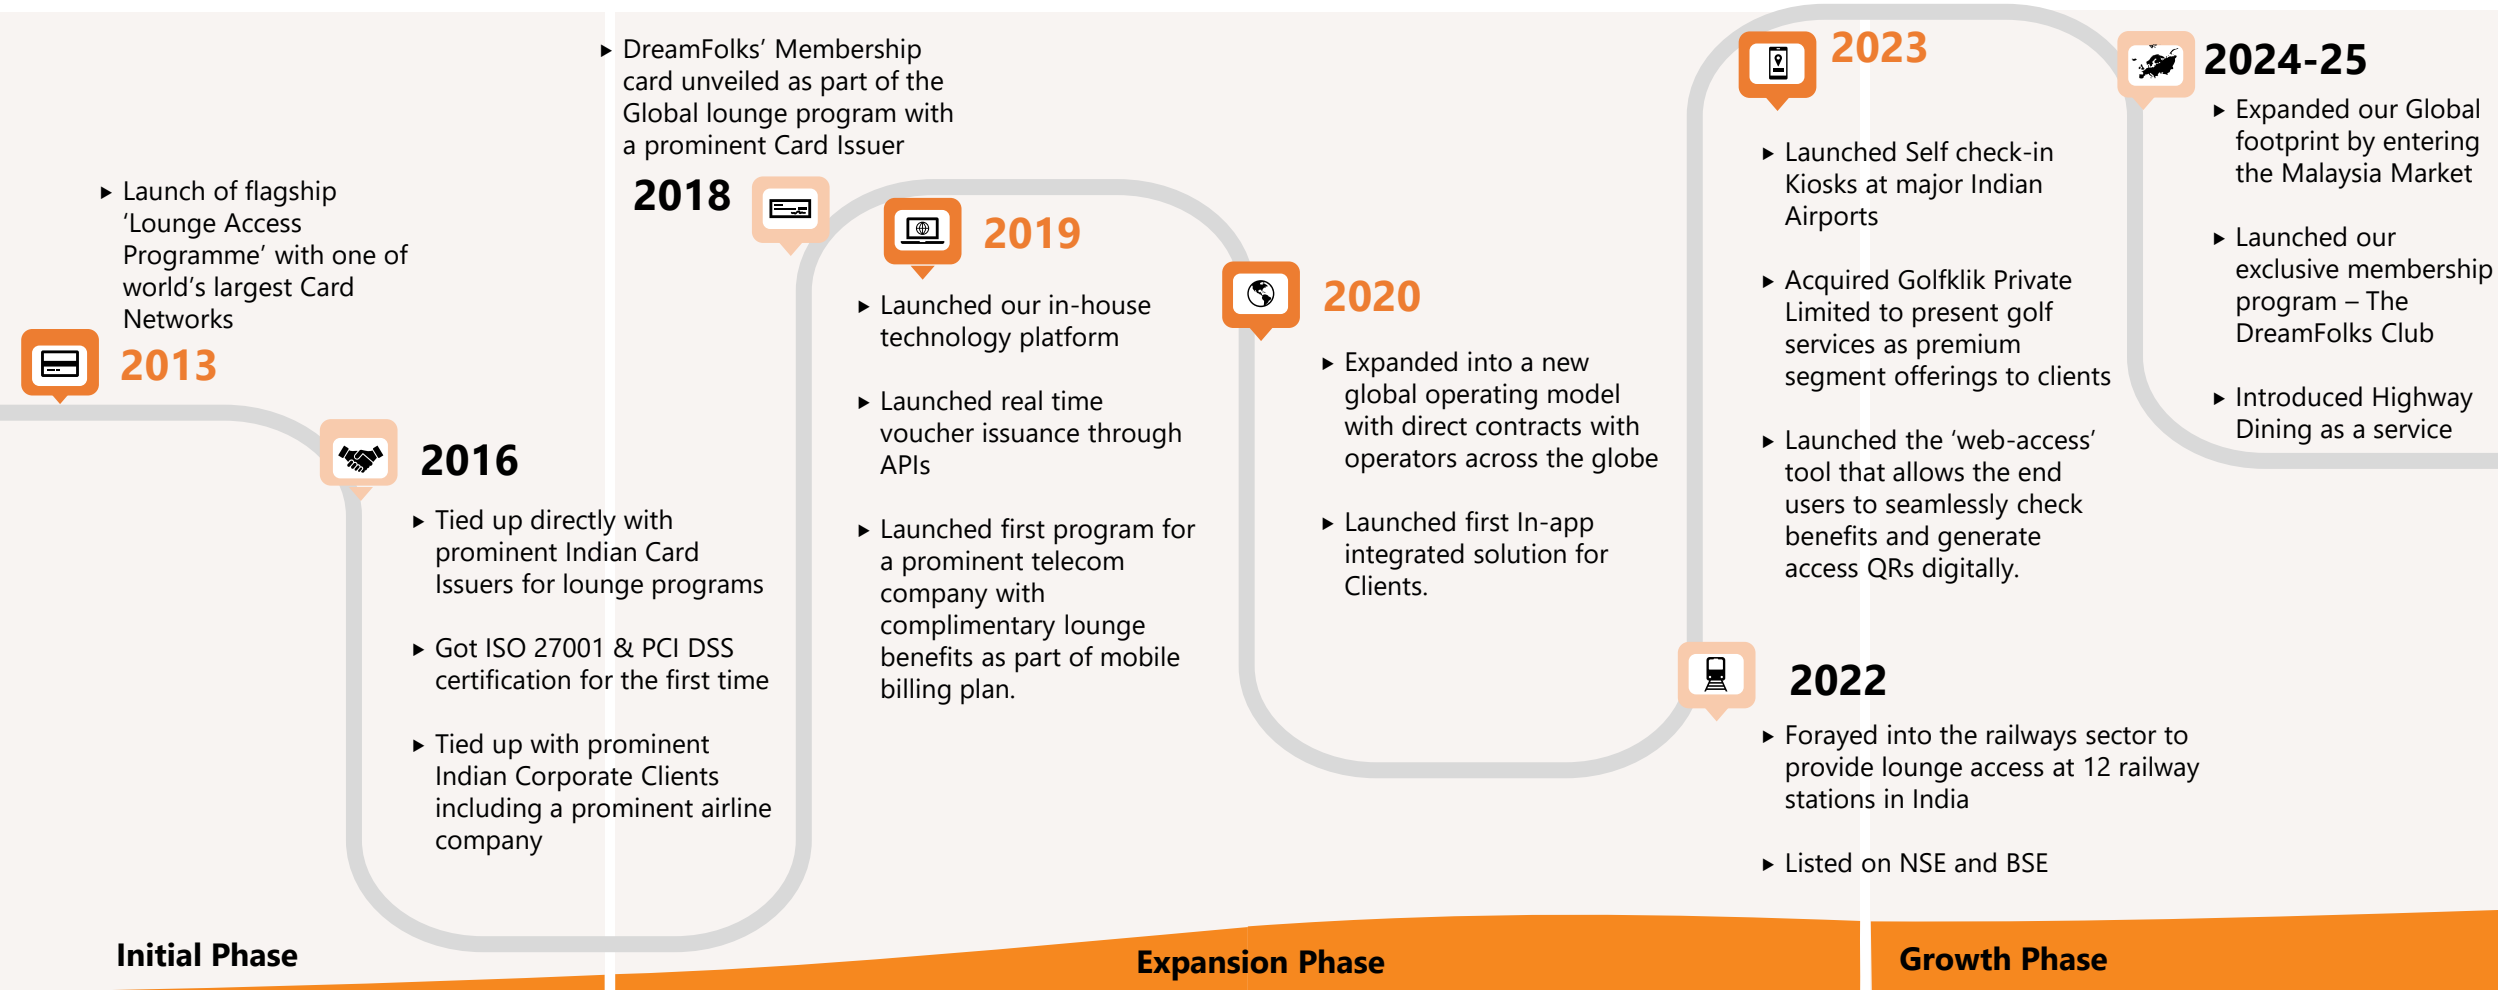 ► Launch of flagship
‘Lounge Access
Programme’ with one of
world’s largest Card
Networks
2013
2016
► Tied up directly with
prominent Indian Card
Issuers for lounge programs
► Got ISO 27001 & PCI DSS
certification for the first time
► Tied up with prominent
Indian Corporate Clients
including a prominent airline
company
► DreamFolks’ Membership
card unveiled as part of the
Global lounge program with
a prominent Card Issuer
2018
2019
► Launched our in-house
technology platform
► Launched real time
voucher issuance through
APIs
► Launched first program for
a prominent telecom
company with
complimentary lounge
benefits as part of mobile
billing plan.
2020
► Expanded into a new
global operating model
with direct contracts with
operators across the globe
► Launched first In-app
integrated solution for
Clients.
2022
► Forayed into the railways sector to
provide lounge access at 12 railway
stations in India
► Listed on NSE and BSE
2023
► Launched Self check-in
Kiosks at major Indian
Airports
► Acquired Golfklik Private
Limited to present golf
services as premium
segment offerings to clients
► Launched the ‘web-access’
tool that allows the end
users to seamlessly check
benefits and generate
access QRs digitally.
2024-25
► Expanded our Global
footprint by entering
the Malaysia Market
► Launched our
exclusive membership
program – The
DreamFolks Club
► Introduced Highway
Dining as a service
Initial Phase
Expansion Phase
Growth Phase